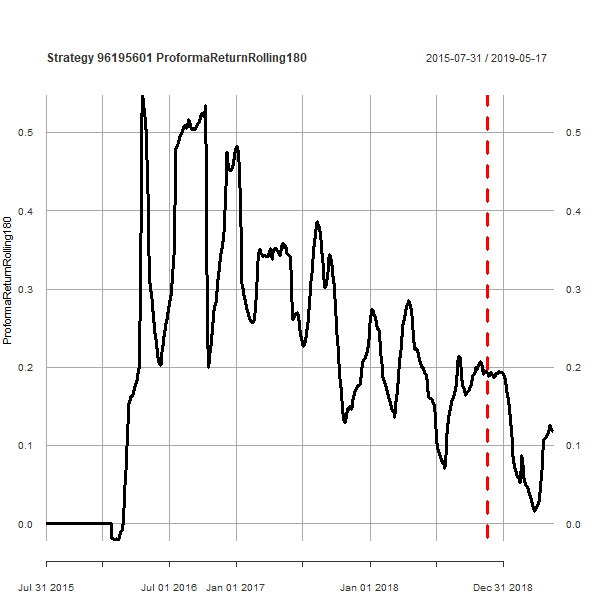 Strategy 96195601 ProformaReturnRolling180
2015-07-31 / 2019-05-17
ProformaReturnRolling180
0.5 0.5
0.4 0.4
0.3 0.3
0.2 0.2
0.1 0.1
0.0 0.0
Jul 31 2015 Jul 01 2016 Jan 01 2017 Jan 01 2018 Dec 31 2018